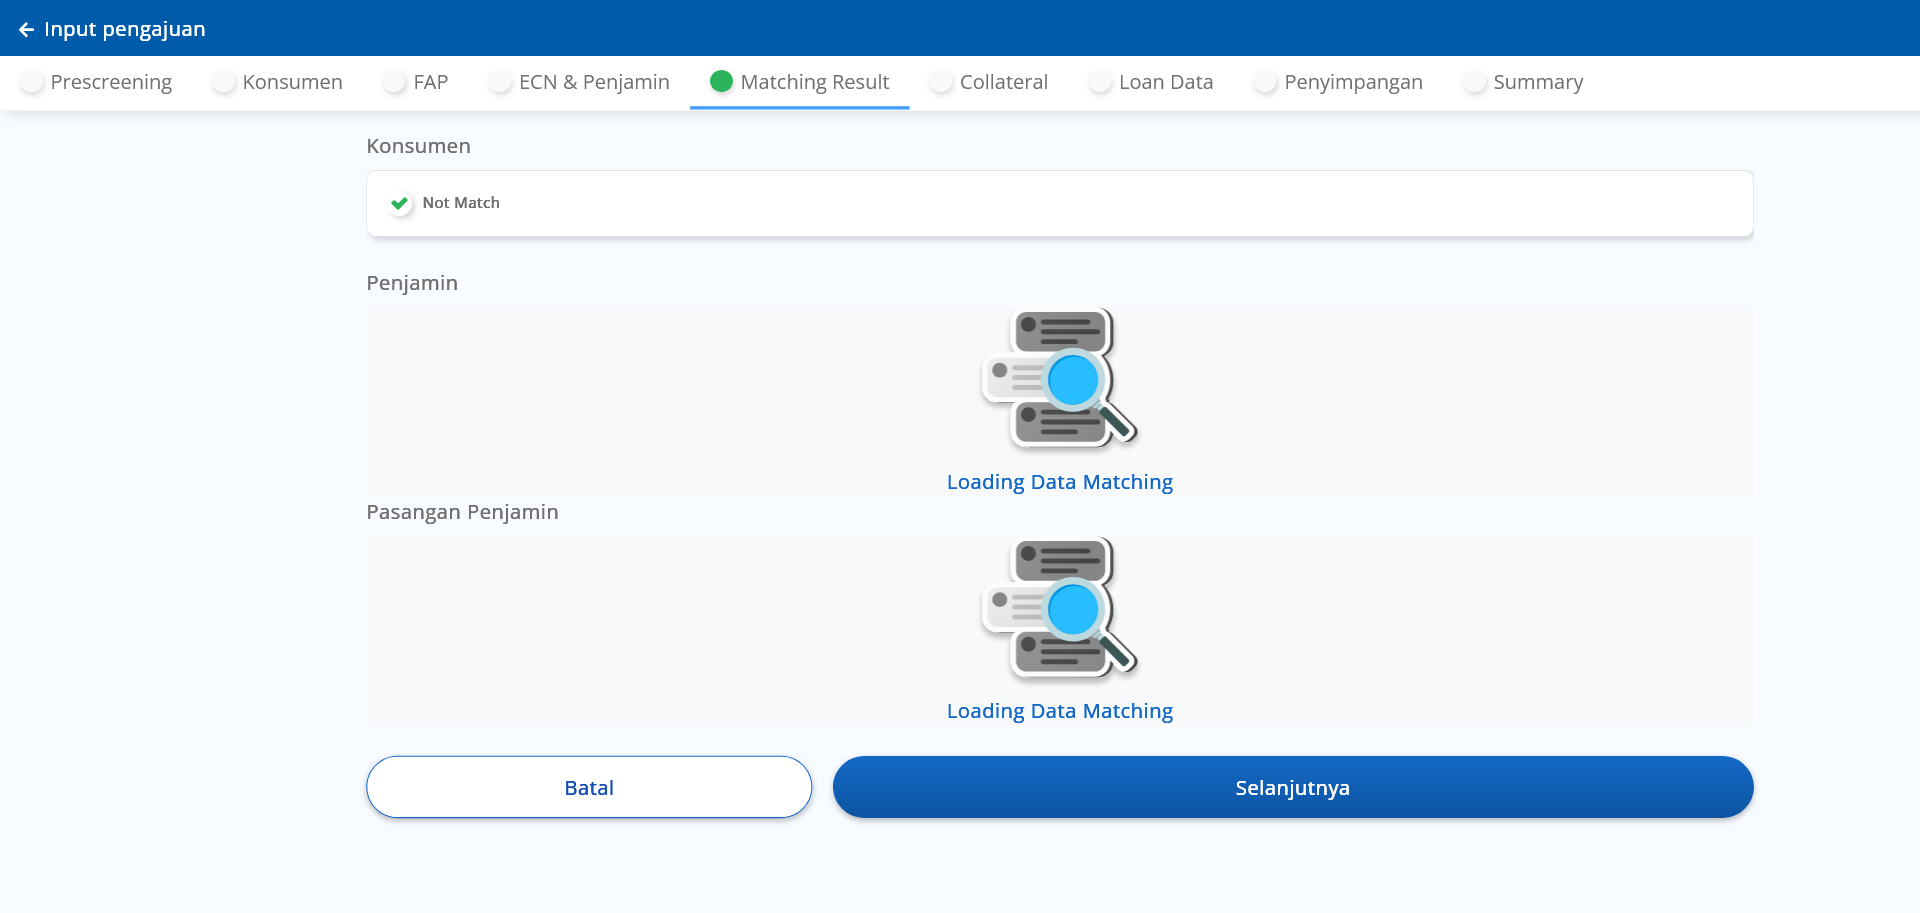 Input pengajuan
Prescreening Konsumen FAP ECN & Penjamin Matching Result Collateral Loan Data Penyimpangan Summary
Konsumen
Not Match
Penjamin
Loading Data Matching
Pasangan Penjamin
Loading Data Matching
Batal Selanjutnya